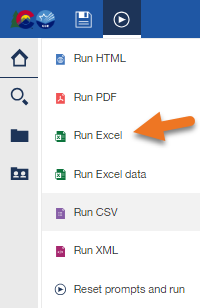 Run HTML
Run PDF
Run Excel
Run Excel data
Run CSV
Run XML
Reset prompts and run